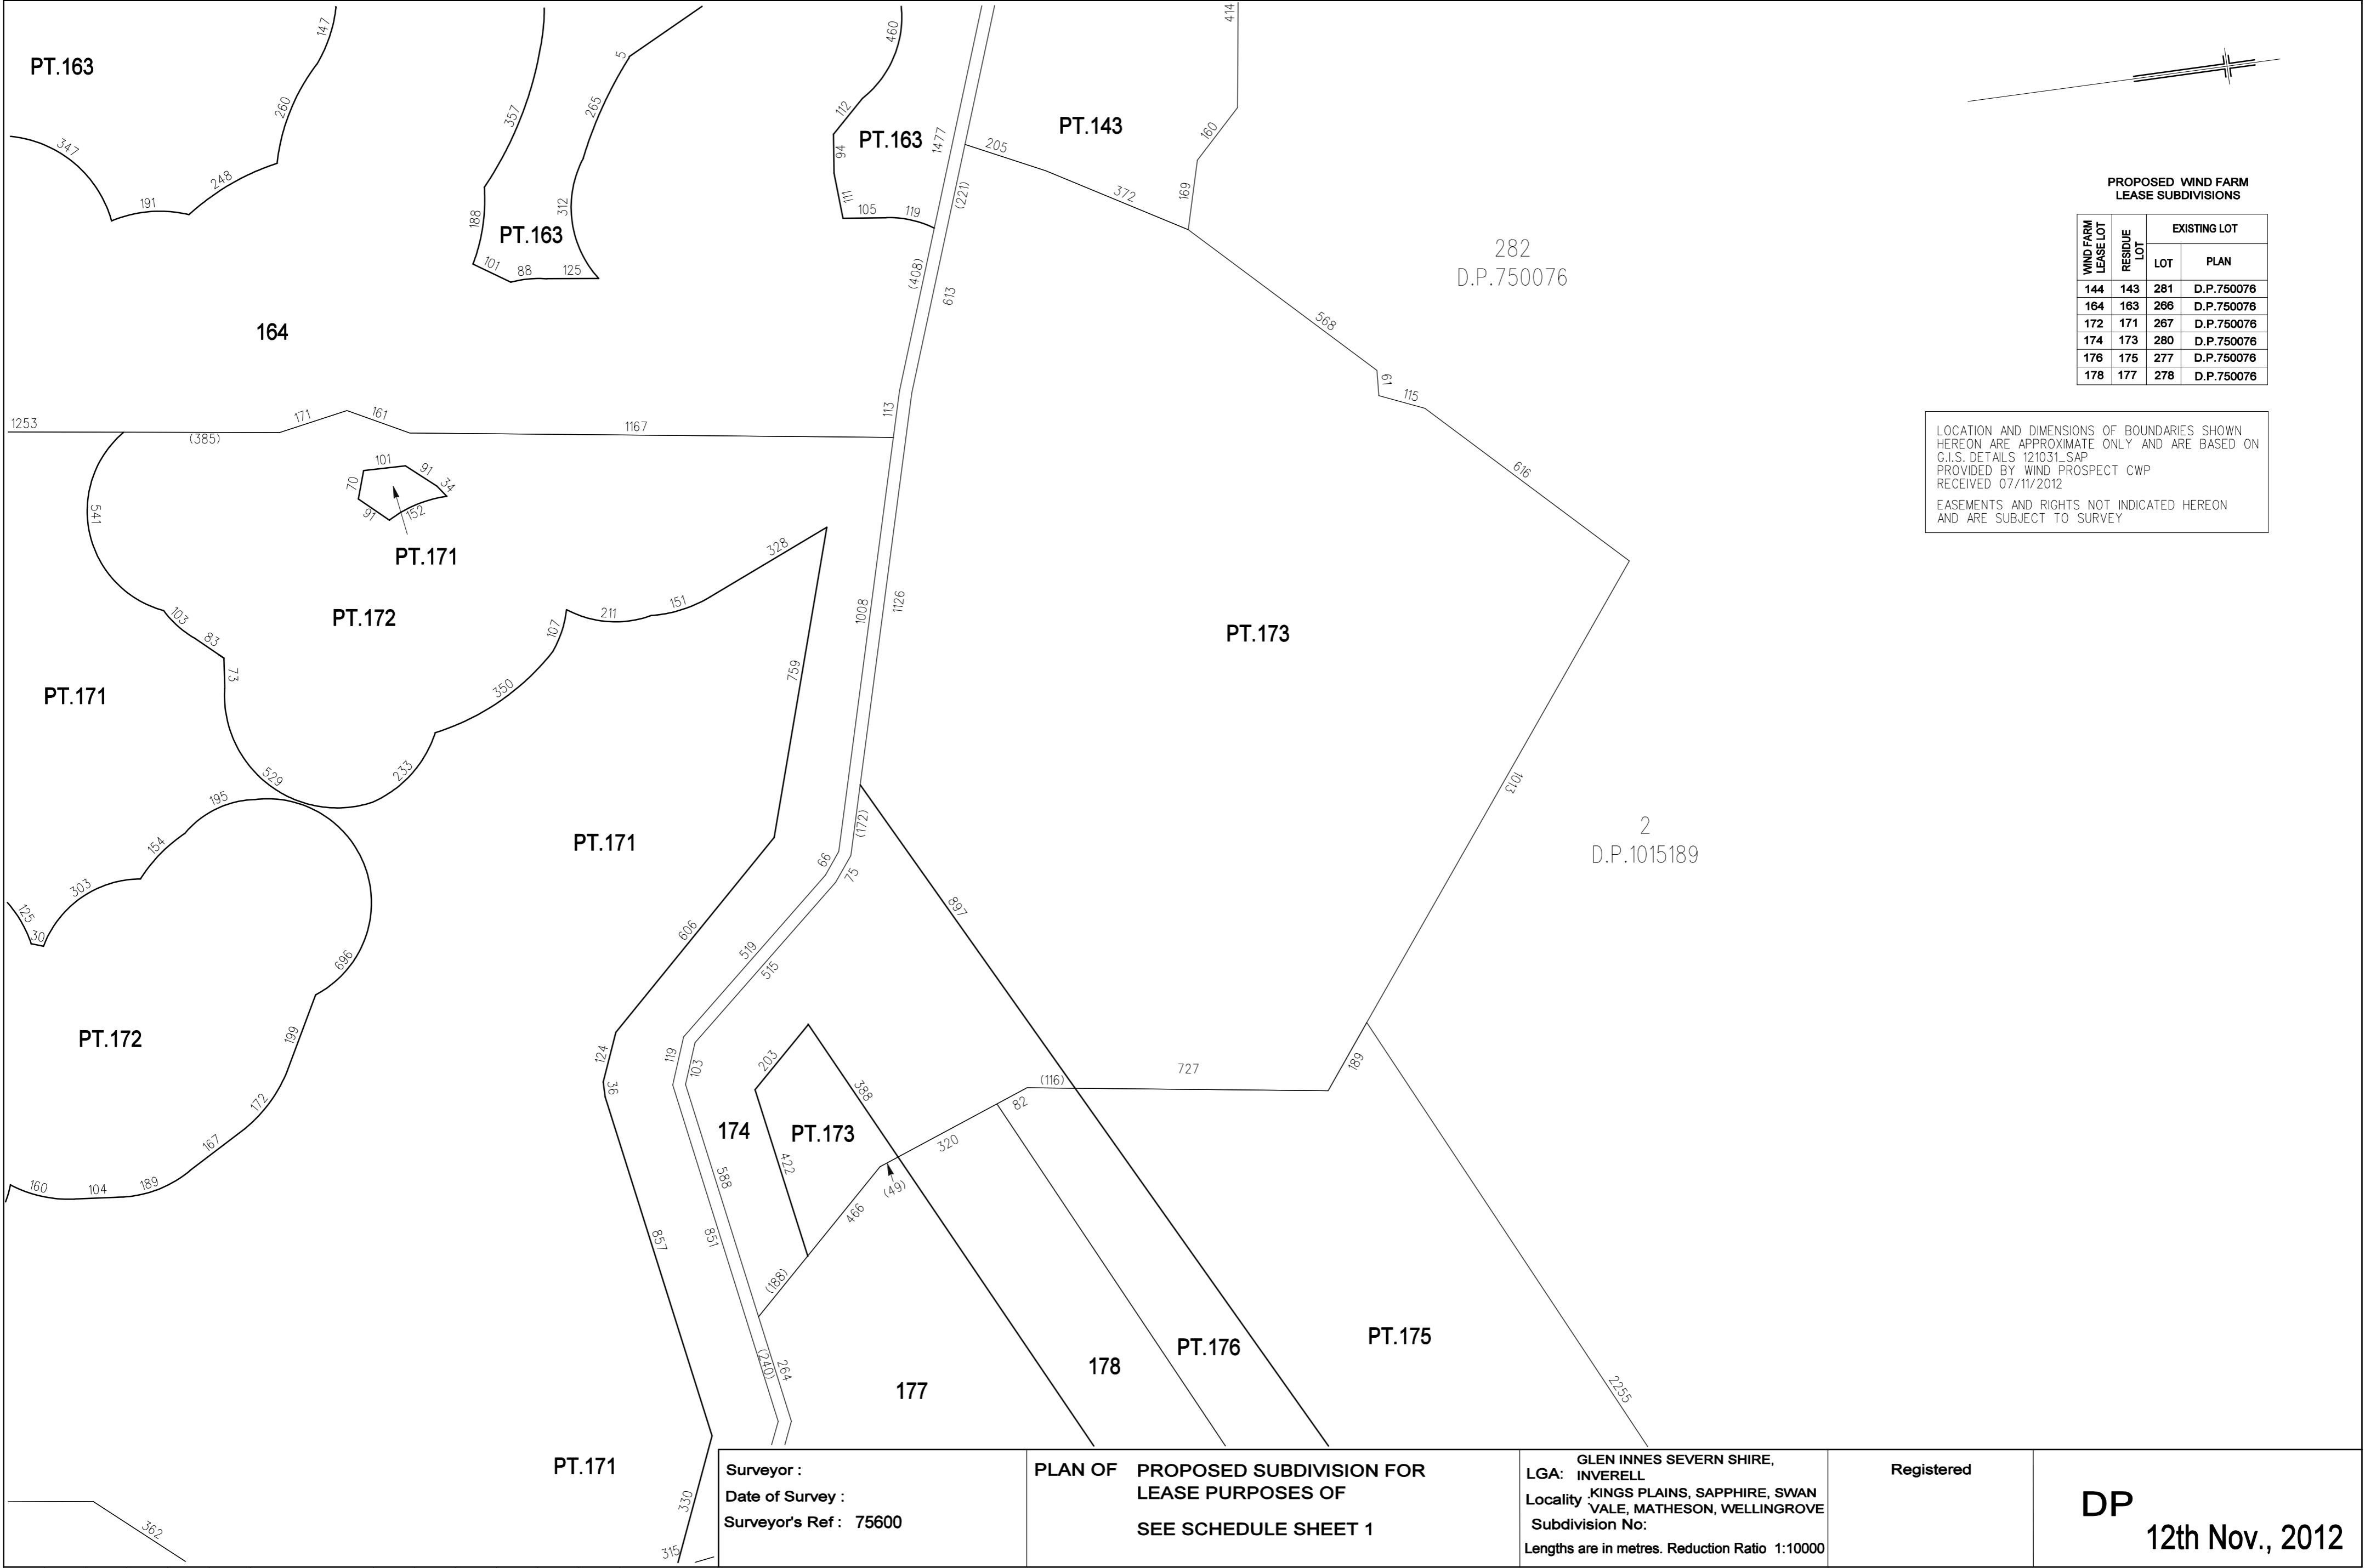 147
PT.163
260
347
248
191
357
5
265
188
312
PT.163
101
88
125
460
112
PT.163
94
111
105
119
1477
(221)
(408)
613
414
PT.143
205
160
372
169
282
D.P.750076
568
61
115
616
PROPOSED WIND FARM
LEASE SUBDIVISIONS
WIND FARM LEASE LOT
RESIDUE LOT
EXISTING LOT
LOT PLAN
144 143 281 D.P.750076
164 163 266 D.P.750076
172 171 267 D.P.750076
174 173 280 D.P.750076
176 175 277 D.P.750076
178 177 278 D.P.750076
LOCATION AND DIMENSIONS OF BOUNDARIES SHOWN
HEREON ARE APPROXIMATE ONLY AND ARE BASED ON
G.I.S. DETAILS 121031_SAP
PROVIDED BY WIND PROSPECT CWP
RECEIVED 07/11/2012
EASEMENTS AND RIGHTS NOT INDICATED HEREON
AND ARE SUBJECT TO SURVEY
164
1253
(385)
171
161
1167
113
101
91
34
70
91
152
PT.171
541
PT.172
103
83
73
107
211
151
328
350
759
1008
1126
PT.173
PT.171
529
233
195
154
303
125
30
PT.171
696
66
(172)
75
897
1013
2
D.P.1015189
606
519
515
PT.172
199
172
167
189
104
160
124
36
119
103
203
388
174
PT.173
422
588
851
857
466
(49)
320
82
(116)
727
189
(188)
(240)
264
177
178
PT.176
PT.175
2255
PT.171
330
315
362
Surveyor :
Date of Survey :
Surveyor's Ref : 75600
PLAN OF PROPOSED SUBDIVISION FOR
LEASE PURPOSES OF
SEE SCHEDULE SHEET 1
LGA: GLEN INNES SEVERN SHIRE,
INVERELL
Locality : KINGS PLAINS, SAPPHIRE, SWAN
VALE, MATHESON, WELLINGROVE
Subdivision No:
Lengths are in metres. Reduction Ratio 1:10000
Registered
DP
12th Nov., 2012